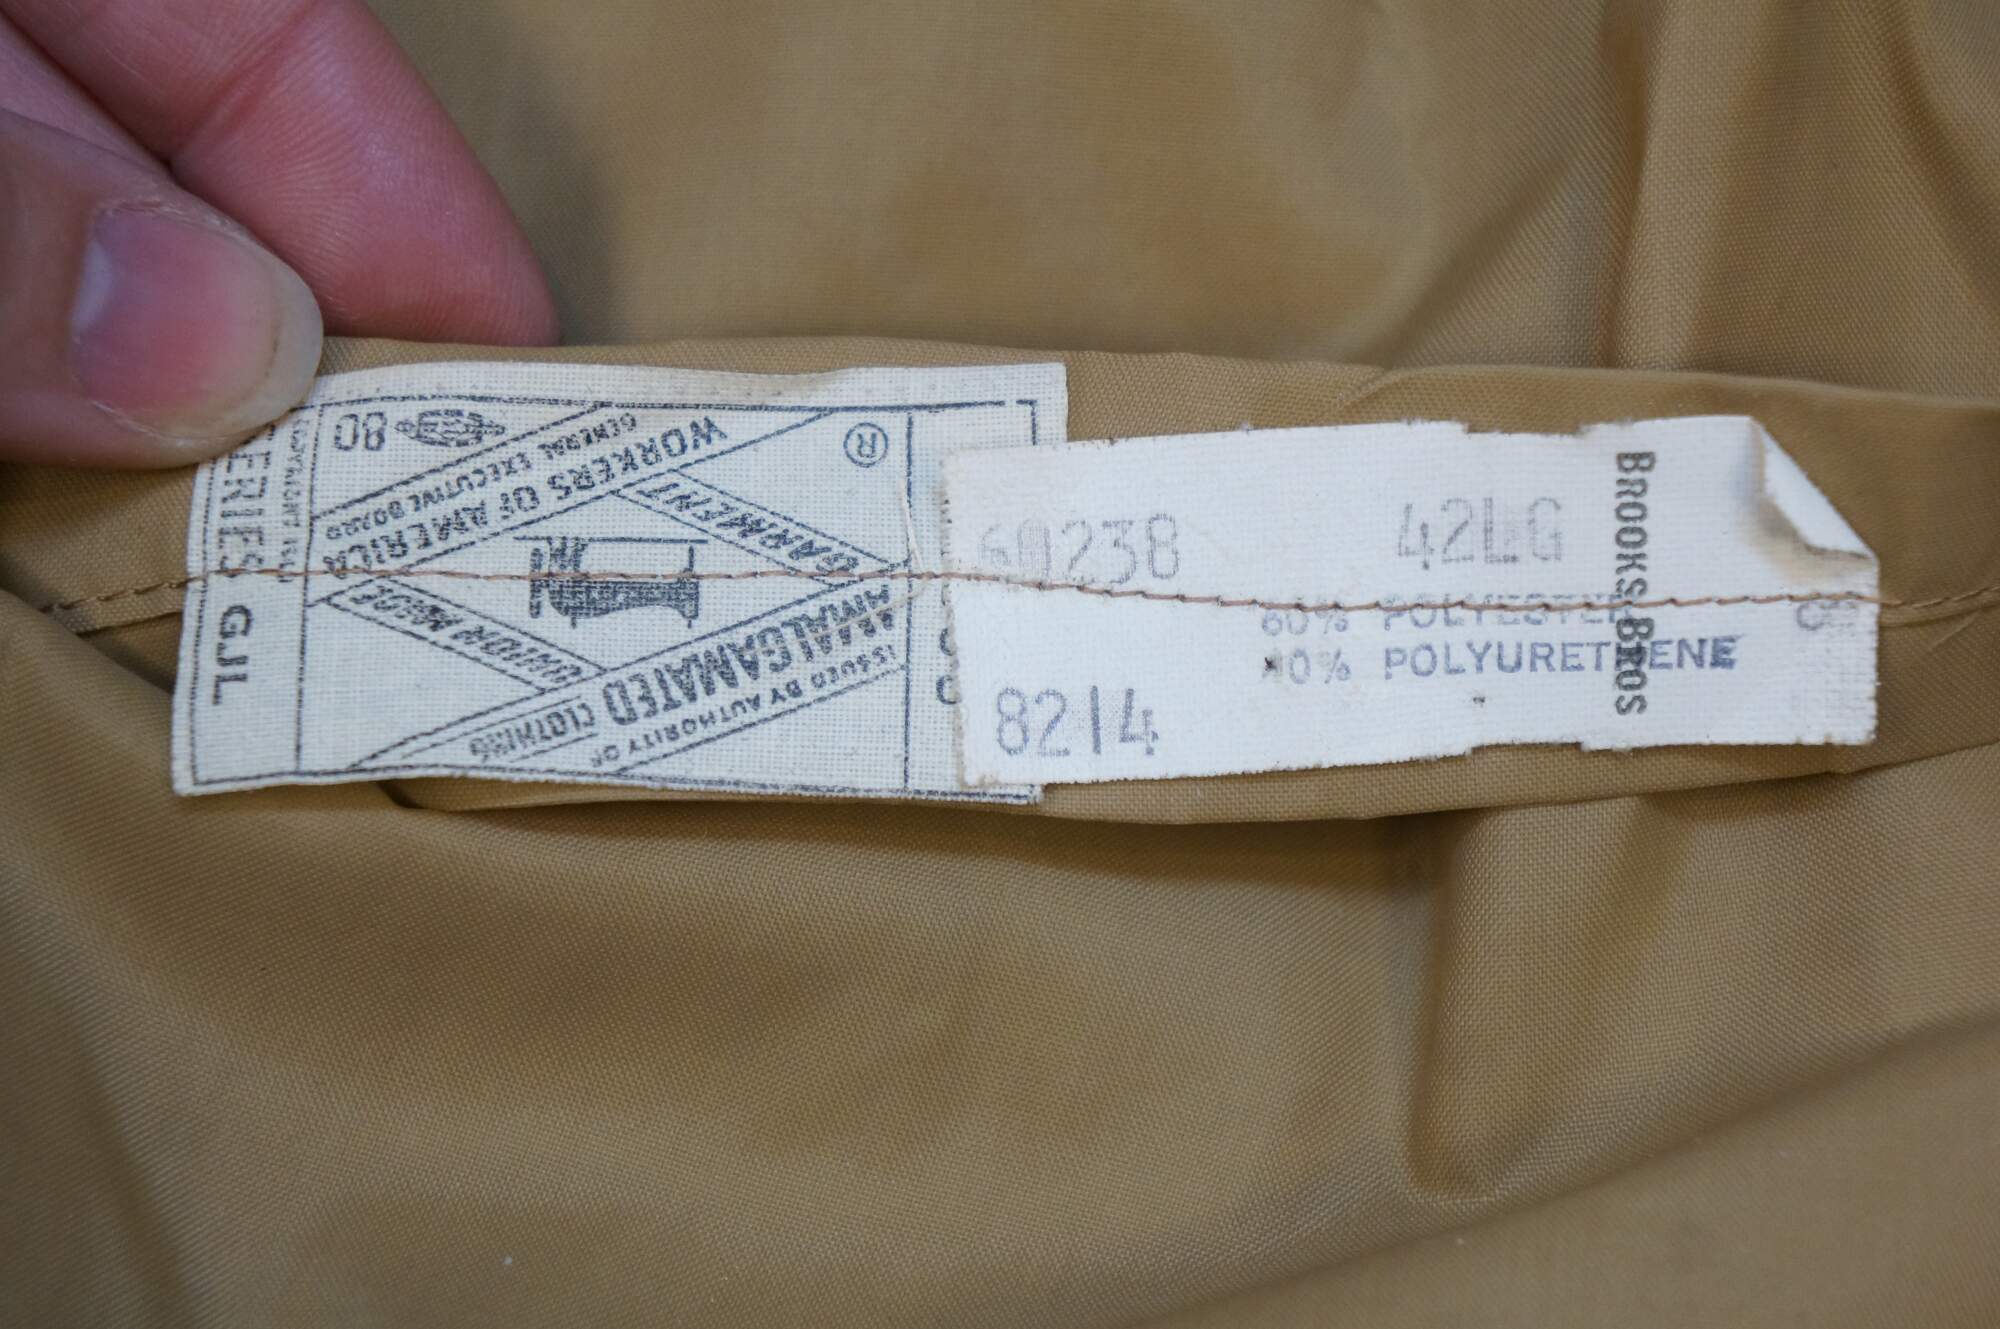 SERIES GJL
80
GENERAL EXECUTIVE BOARD
WORKERS OF AMERICA
®
GARMENT
UNION MADE
AMALGAMATED
CLOTHING
ISSUED BY AUTHORITY OF
238 42LG
60% POLYESTER
40% POLYURETHENE
8214
BROOKS BROS